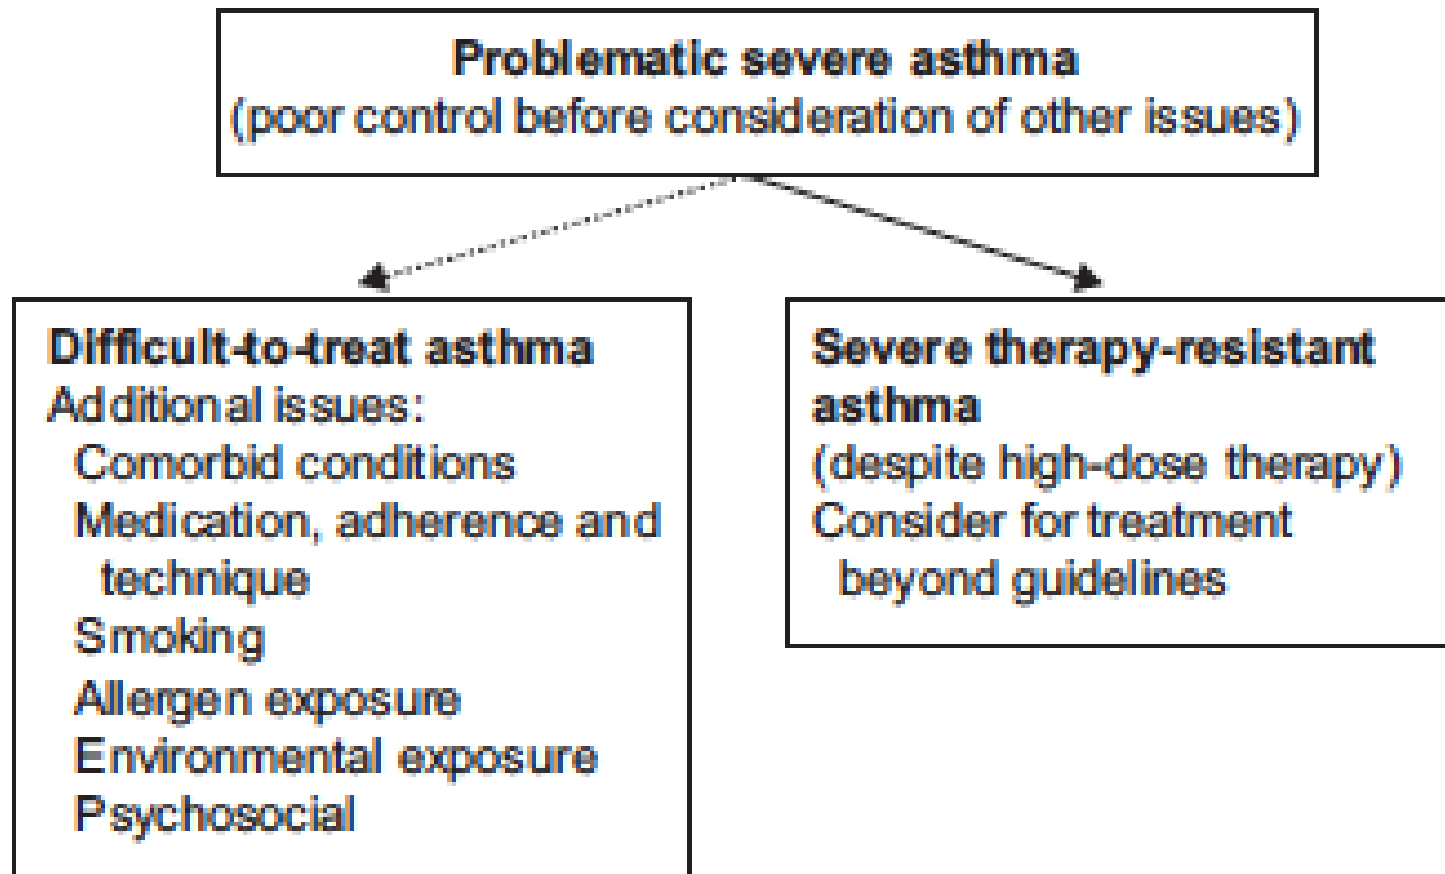 Problematic severe asthma
(poor control before consideration of other issues)
Difficult-to-treat asthma
Additional issues:
Comorbid conditions
Medication, adherence and
technique
Smoking
Allergen exposure
Environmental exposure
Psychosocial
Severe therapy-resistant
asthma
(despite high-dose therapy)
Consider for treatment
beyond guidelines